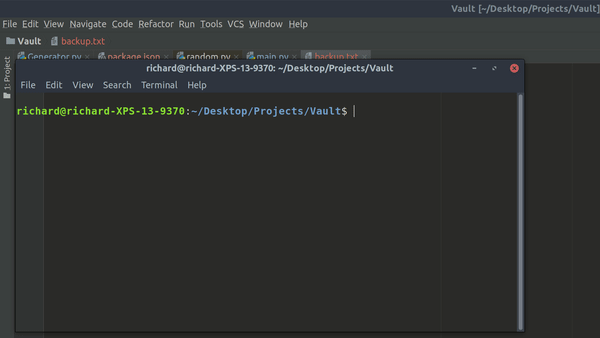 Vault [~/Desktop/Projects/Vault]
File Edit View Navigate Code Refactor Run Tools VCS Window Help
Vault backup.txt
Generator.py package.json random.py main.py backup.txt
1: Project
richard@richard-XPS-13-9370: ~/Desktop/Projects/Vault
File Edit View Search Terminal Help
richard@richard-XPS-13-9370:~/Desktop/Projects/Vault$